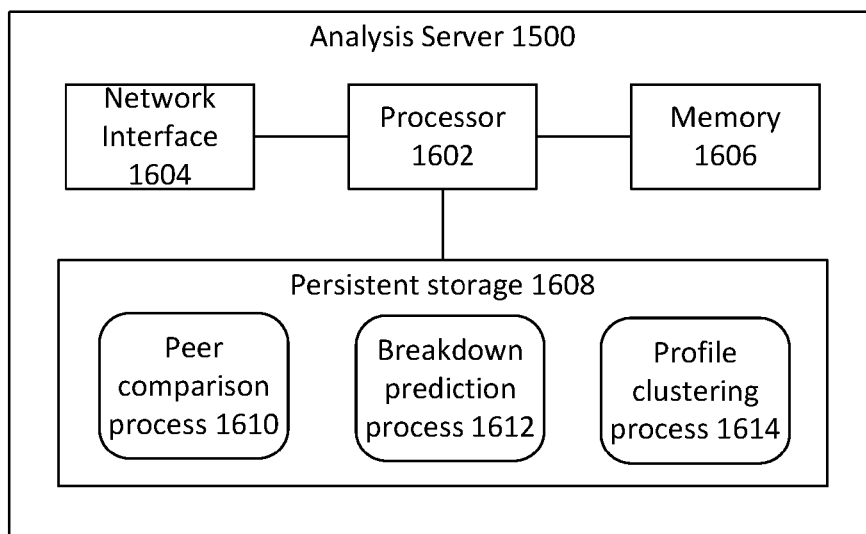 Analysis Server 1500
Network
Interface
1604
Processor
1602
Memory
1606
Persistent storage 1608
Peer
comparison
process 1610
Breakdown
prediction
process 1612
Profile
clustering
process 1614